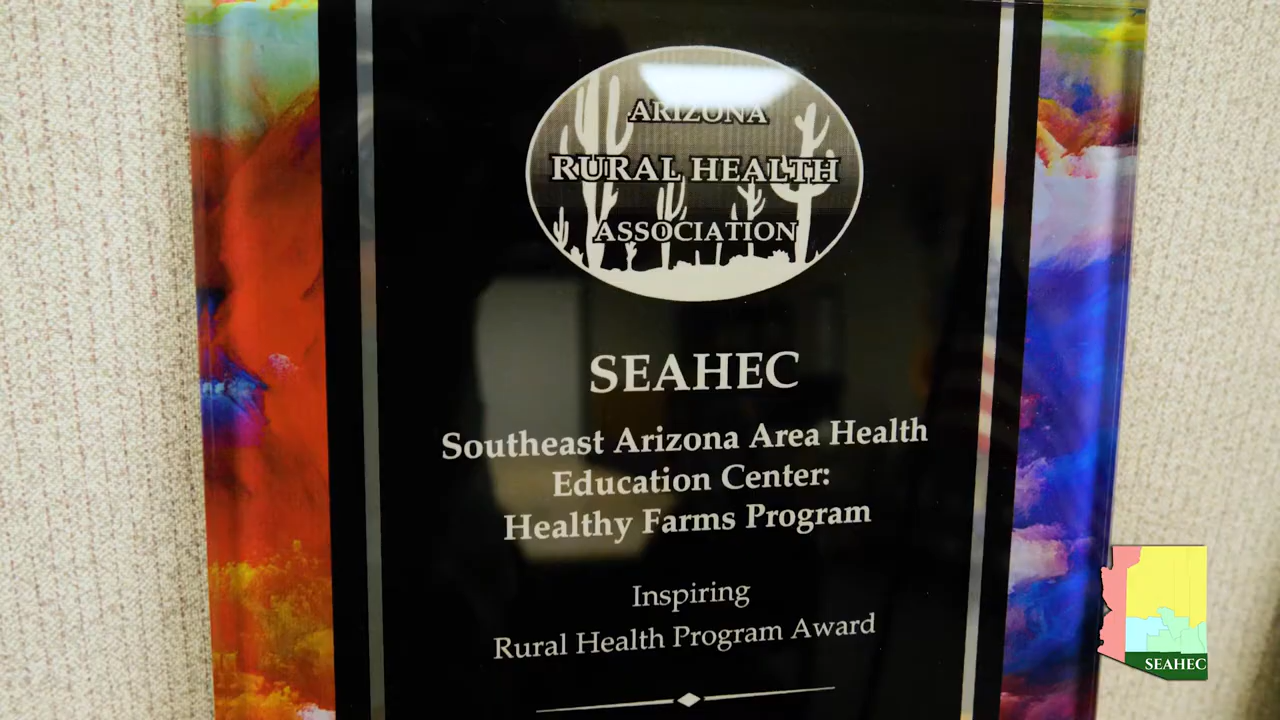 ARIZONA
RURAL HEALTH
ASSOCIATION
SEAHEC
Southeast Arizona Area Health
Education Center:
Healthy Farms Program
Inspiring
Rural Health Program Award
SEAHEC